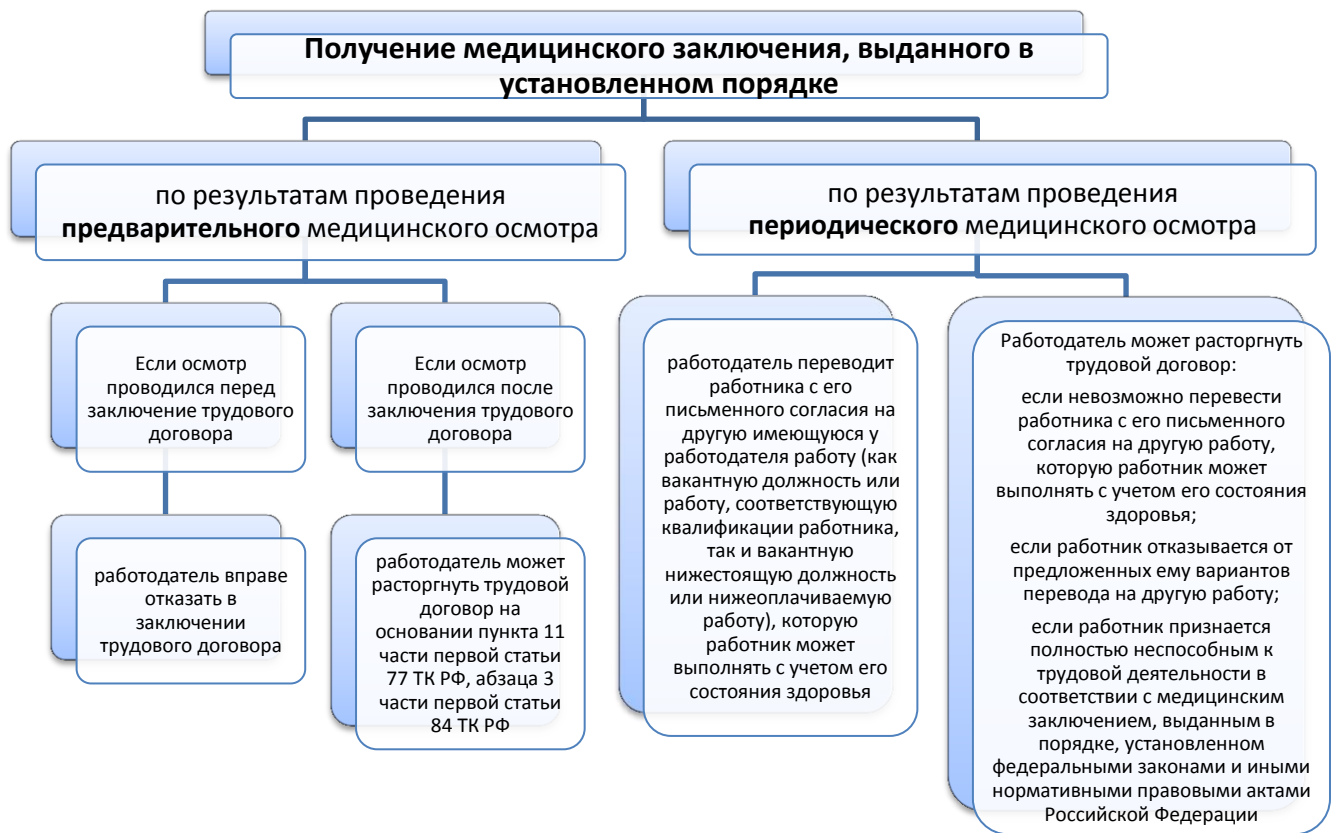 Получение медицинского заключения, выданного в
установленном порядке
по результатам проведения
предварительного медицинского осмотра
Если осмотр
проводился перед
заключение трудового
договора
работодатель вправе
отказать в
заключении
трудового договора
Если осмотр
проводился после
заключения трудового
договора
работодатель может
расторгнуть трудовой
договор на
основании пункта 11
части первой статьи
77 ТК РФ, абзаца 3
части первой статьи
84 ТК РФ
по результатам проведения
периодического медицинского осмотра
работодатель переводит
работника с его
письменного согласия на
другую имеющуюся у
работодателя работу (как
вакантную должность или
работу, соответствующую
квалификации работника,
так и вакантную
нижестоящую должность
или нижеоплачиваемую
работу), которую
работник может
выполнять с учетом его
состояния здоровья
Работодатель может расторгнуть
трудовой договор:
если невозможно перевести
работника с его письменного
согласия на другую работу,
которую работник может
выполнять с учетом его состояния
здоровья;
если работник отказывается от
предложенных ему вариантов
перевода на другую работу;
если работник признается
полностью неспособным к
трудовой деятельности в
соответствии с медицинским
заключением, выданным в
порядке, установленном
федеральными законами и иными
нормативными правовыми актами
Российской Федерации